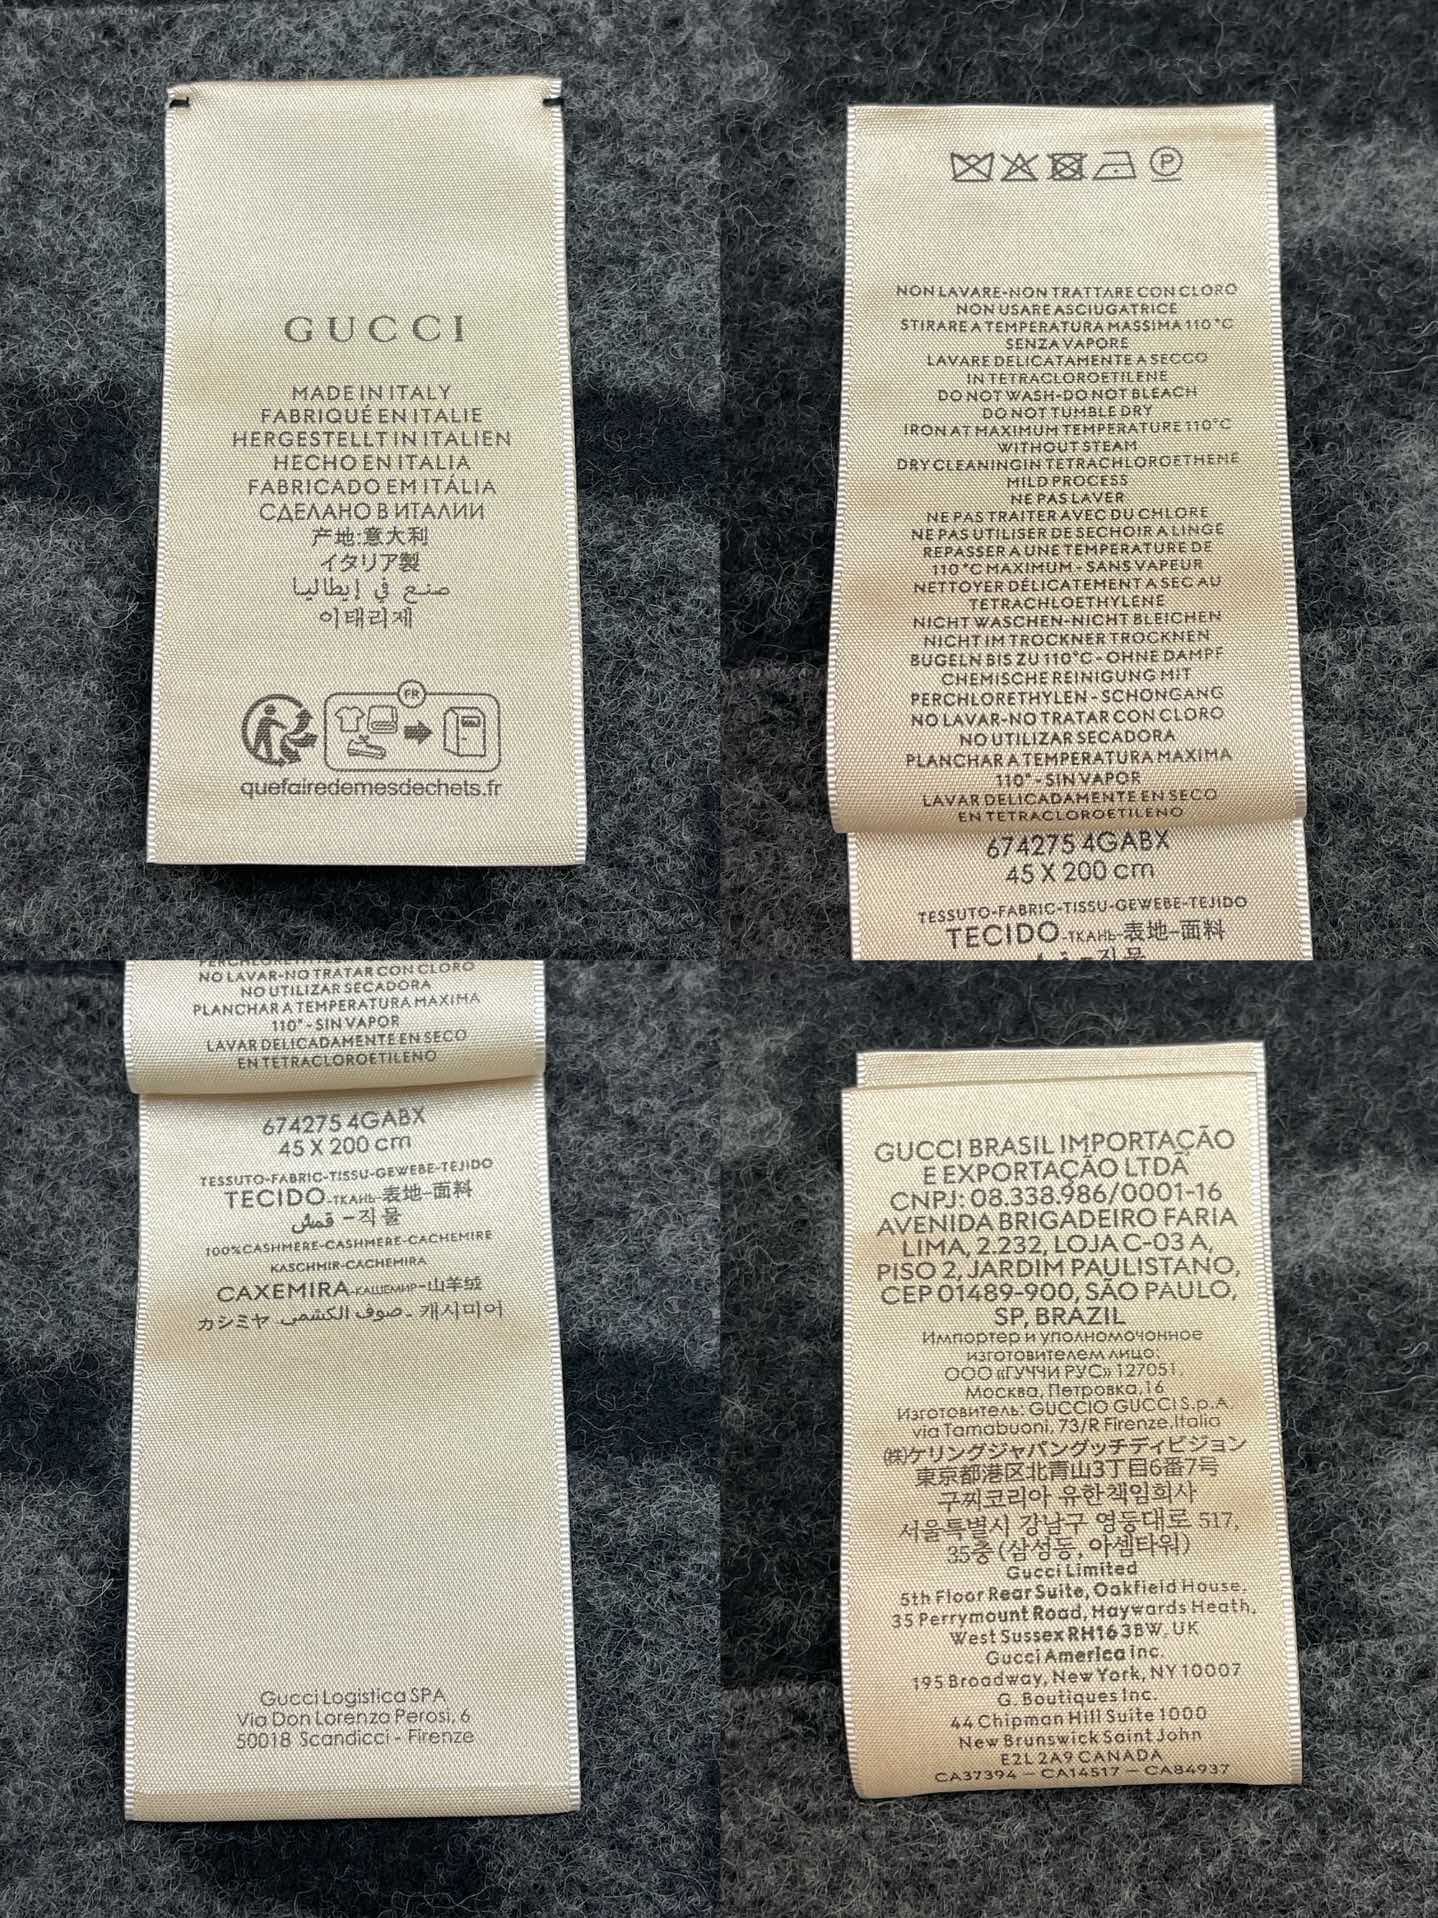 GUCCI
MADE IN ITALY
FABRIQUÉ EN ITALIE
HERGESTELLT IN ITALIEN
HECHO EN ITALIA
FABRICADO EM ITÁLIA
СДЕЛАНО В ИТАЛИИ
产地:意大利
イタリア製
صنع في إيطاليا
이태리제
FR
quefairedemesdechets.fr
P
NON LAVARE-NON TRATTARE CON CLORO
NON USARE ASCIUGATRICE
STIRARE A TEMPERATURA MASSIMA 110 °C
SENZA VAPORE
LAVARE DELICATAMENTE A SECCO
IN TETRACLOROETILENE
DO NOT WASH-DO NOT BLEACH
DO NOT TUMBLE DRY
IRON AT MAXIMUM TEMPERATURE 110°C
WITHOUT STEAM
DRY CLEANING IN TETRACHLOROETHENE
MILD PROCESS
NE PAS LAVER
NE PAS TRAITER AVEC DU CHLORE
NE PAS UTILISER DE SECHOIR A LINGE
REPASSER A UNE TEMPERATURE DE
110 °C MAXIMUM - SANS VAPEUR
NETTOYER DÉLICATEMENT A SEC AU
TETRACHLOETHYLENE
NICHT WASCHEN-NICHT BLEICHEN
NICHT IM TROCKNER TROCKNEN
BUGELN BIS ZU 110°C - OHNE DAMPF
CHEMISCHE REINIGUNG MIT
PERCHLORETHYLEN - SCHONGANG
NO LAVAR-NO TRATAR CON CLORO
NO UTILIZAR SECADORA
PLANCHAR A TEMPERATURA MAXIMA
110° - SIN VAPOR
LAVAR DELICADAMENTE EN SECO
EN TETRACLOROETILENO
674275 4GABX
45 X 200 cm
TESSUTO-FABRIC-TISSU-GEWEBE-TEJIDO
TECIDO-ТКАНЬ-表地-面料
직물
NO LAVAR-NO TRATAR CON CLORO
NO UTILIZAR SECADORA
PLANCHAR A TEMPERATURA MAXIMA
110° - SIN VAPOR
LAVAR DELICADAMENTE EN SECO
EN TETRACLOROETILENO
674275 4GABX
45 X 200 cm
TESSUTO-FABRIC-TISSU-GEWEBE-TEJIDO
TECIDO-ТКАНЬ-表地-面料
قماش - 직물
100%CASHMERE-CASHMERE-CACHEMIRE
KASCHMIR-CACHEMIRA
CAXEMIRA-КАШЕМИР-山羊绒
カシミヤ - صوف الكشمي - 캐시미어
Gucci Logistica SPA
Via Don Lorenzo Perosi, 6
50018 Scandicci - Firenze
GUCCI BRASIL IMPORTAÇÃO
E EXPORTAÇÃO LTDA
CNPJ: 08.338.986/0001-16
AVENIDA BRIGADEIRO FARIA
LIMA, 2.232, LOJA C-03 A,
PISO 2, JARDIM PAULISTANO,
CEP 01489-900, SÃO PAULO,
SP, BRAZIL
Импортер и уполномочонное
изготовителем лицо:
ООО «ГУЧЧИ РУС» 127051,
Москва, Петровка,16
Изготовитель: GUCCIO GUCCI S.p.A.
via Tamabuoni, 73/R Firenze,Italia
(株)ケリングジャパングッチディビジョン
東京都港区北青山3丁目6番7号
구찌코리아 유한책임회사
서울특별시 강남구 영동대로 517,
35층 (삼성동, 아셈타워)
Gucci Limited
5th Floor Rear Suite, Oakfield House,
35 Perrymount Road, Haywards Heath,
West Sussex RH16 3BW, UK
Gucci America Inc.
195 Broadway, New York, NY 10007
G. Boutiques Inc.
44 Chipman Hill Suite 1000
New Brunswick Saint John
E2L 2A9 CANADA
CA37394 - CA14517 - CA84937